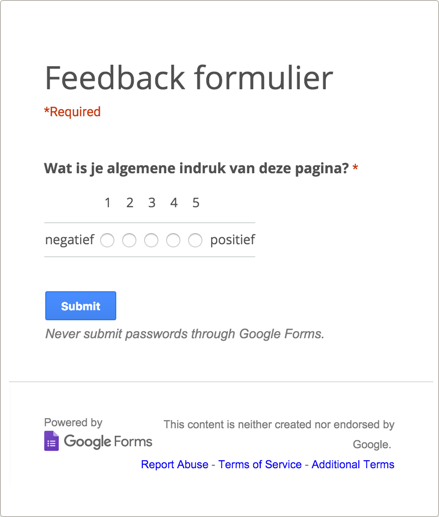 Feedback formulier
*Required
Wat is je algemene indruk van deze pagina? *
1 2 3 4 5
negatief positief
Submit
Never submit passwords through Google Forms.
Powered by
Google Forms
This content is neither created nor endorsed by
Google.
Report Abuse - Terms of Service - Additional Terms